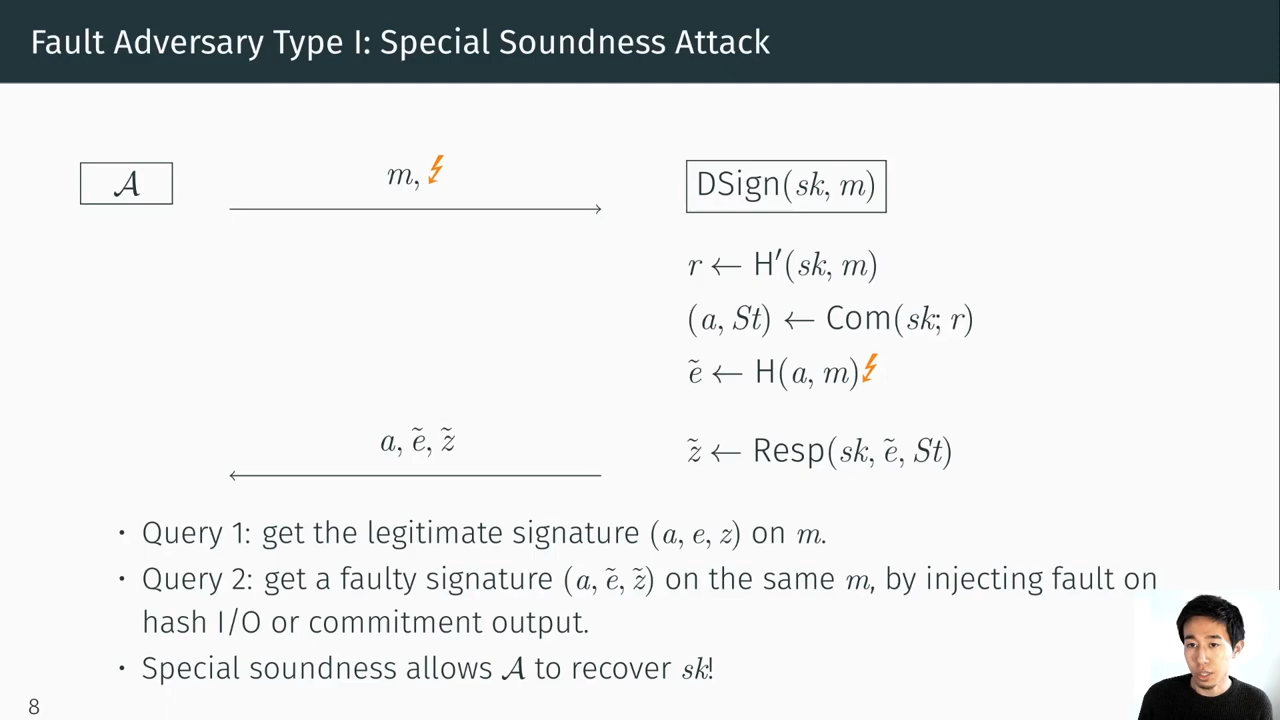 Fault Adversary Type I: Special Soundness Attack
𝒜
m,
DSign(sk, m)
r ← H′(sk, m)
(a, St) ← Com(sk; r)
ẽ ← H(a, m)
a, ẽ, z̃
z̃ ← Resp(sk, ẽ, St)
· Query 1: get the legitimate signature (a, e, z) on m.
· Query 2: get a faulty signature (a, ẽ, z̃) on the same m, by injecting fault on
hash I/O or commitment output.
· Special soundness allows 𝒜 to recover sk!
8